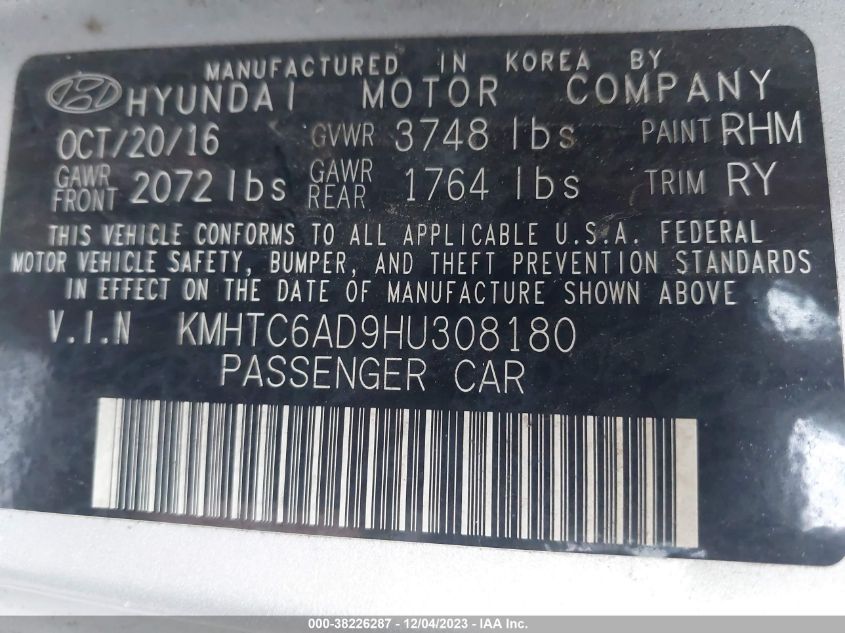 MANUFACTURED IN KOREA BY
HYUNDAI MOTOR COMPANY
OCT/20/16 GVWR 3748 lbs PAINT RHM
GAWR FRONT 2072 lbs GAWR REAR 1764 lbs TRIM RY
THIS VEHICLE CONFORMS TO ALL APPLICABLE U.S.A. FEDERAL
MOTOR VEHICLE SAFETY, BUMPER, AND THEFT PREVENTION STANDARDS
IN EFFECT ON THE DATE OF MANUFACTURE SHOWN ABOVE
V.I.N KMHTC6AD9HU308180
PASSENGER CAR
000-38226287 - 12/04/2023 - IAA Inc.